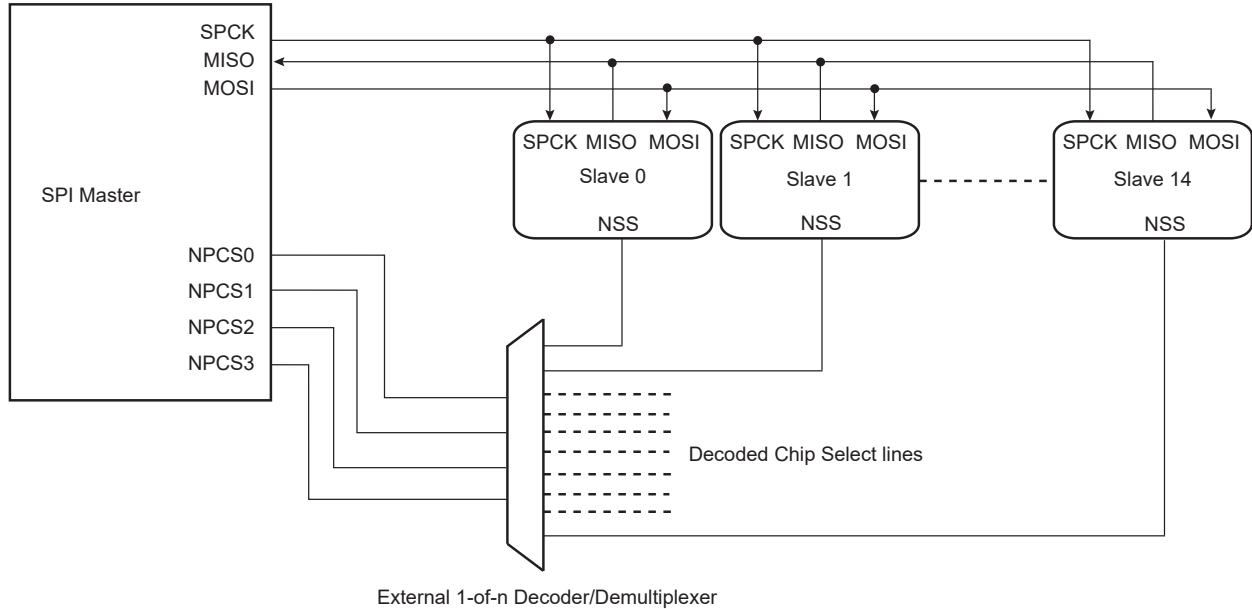 SPI Master
SPCK
MISO
MOSI
NPCS0
NPCS1
NPCS2
NPCS3
SPCK MISO MOSI
Slave 0
NSS
SPCK MISO MOSI
Slave 1
NSS
SPCK MISO MOSI
Slave 14
NSS
Decoded Chip Select lines
External 1-of-n Decoder/Demultiplexer